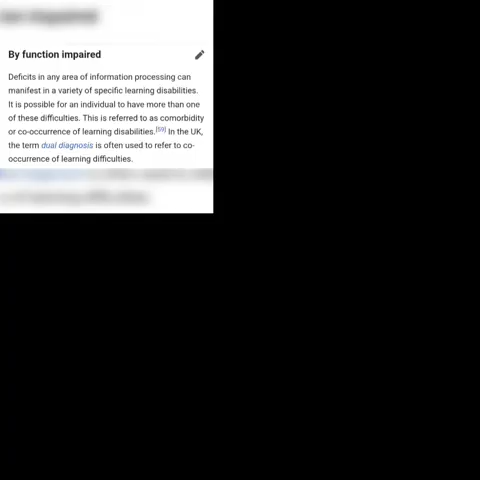 By function impaired
Deficits in any area of information processing can
manifest in a variety of specific learning disabilities.
It is possible for an individual to have more than one
of these difficulties. This is referred to as comorbidity
or co-occurrence of learning disabilities.[59] In the UK,
the term dual diagnosis is often used to refer to co-
occurrence of learning difficulties.